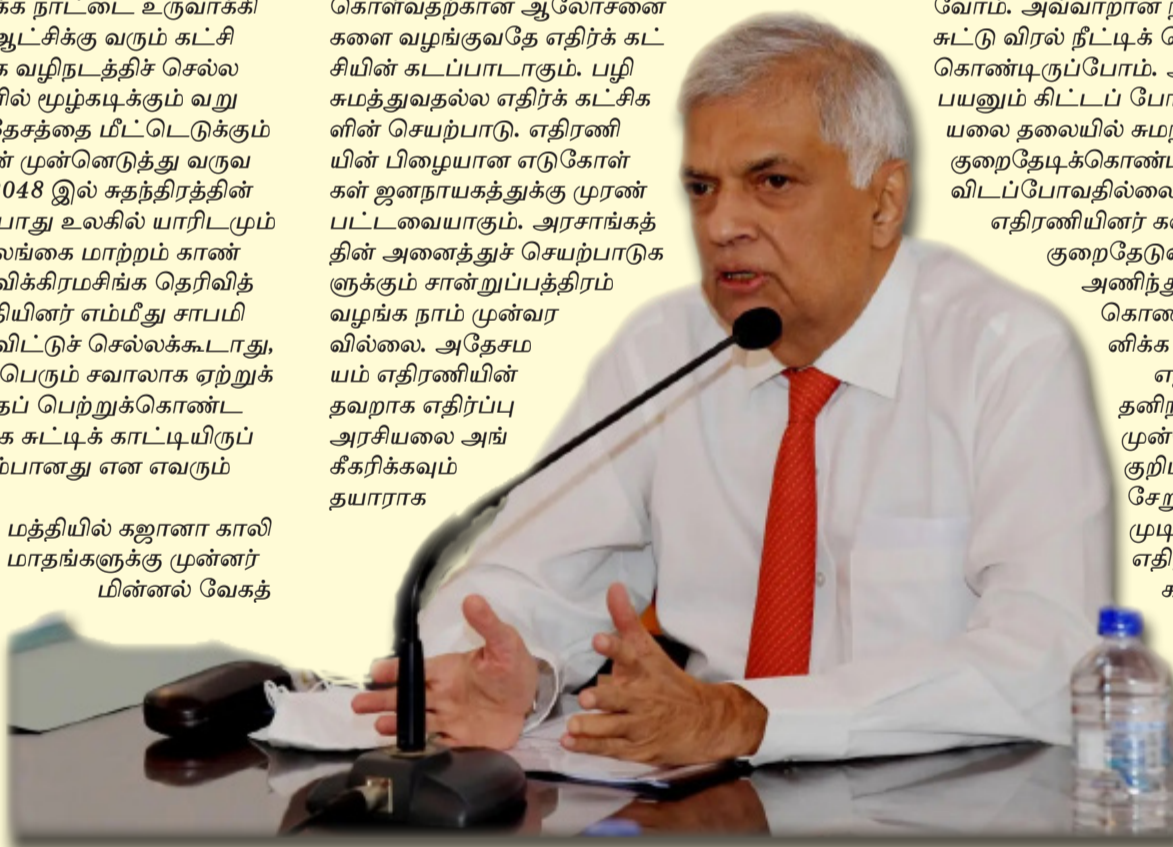 க்க நாட்டை உருவாக்கி
ஆட்சிக்கு வரும் கட்சி
க வழிநடத்திச் செல்ல
ரில் மூழ்கடிக்கும் வறு
தேசத்தை மீட்டெடுக்கும்
ன் முன்னெடுத்து வருவ
2048 இல் சுதந்திரத்தின்
போது உலகில் யாரிடமும்
லங்கை மாற்றம் காண்
விக்கிரமசிங்க தெரிவித்
தியினர் எம்மீது சாபமி
விட்டுச் செல்லக்கூடாது,
பெரும் சவாலாக ஏற்றுக்
தப் பெற்றுக்கொண்ட
க சுட்டிக் காட்டியிருப்
ம்பானது என எவரும்
மத்தியில் கஜானா காலி
மாதங்களுக்கு முன்னர்
மின்னல் வேகத்
கொள்வதற்கான ஆலோசனை
களை வழங்குவதே எதிர்க் கட்
சியின் கடப்பாடாகும். பழி
சுமத்துவதல்ல எதிர்க் கட்சிக
ளின் செயற்பாடு. எதிரணி
யின் பிழையான எடுகோள்
கள் ஜனநாயகத்துக்கு முரண்
பட்டவையாகும். அரசாங்கத்
தின் அனைத்துச் செயற்பாடுக
ளுக்கும் சான்றுப்பத்திரம்
வழங்க நாம் முன்வர
வில்லை. அதேசம
யம் எதிரணியின்
தவறாக எதிர்ப்பு
அரசியலை அங்
கீகரிக்கவும்
தயாராக
வோம். அவ்வாறான
சுட்டு விரல் நீட்டிக்
கொண்டிருப்போம்.
பயனும் கிட்டப் போ
யலை தலையில் சும
குறைதேடிக்கொண்
விடப்போவதில்லை
எதிரணியினர் க
குறைதேடு
அணிந்து
கொண
னிக்க
எ
தனி
முன்
குறி
சேறு
முடி
எதி
க